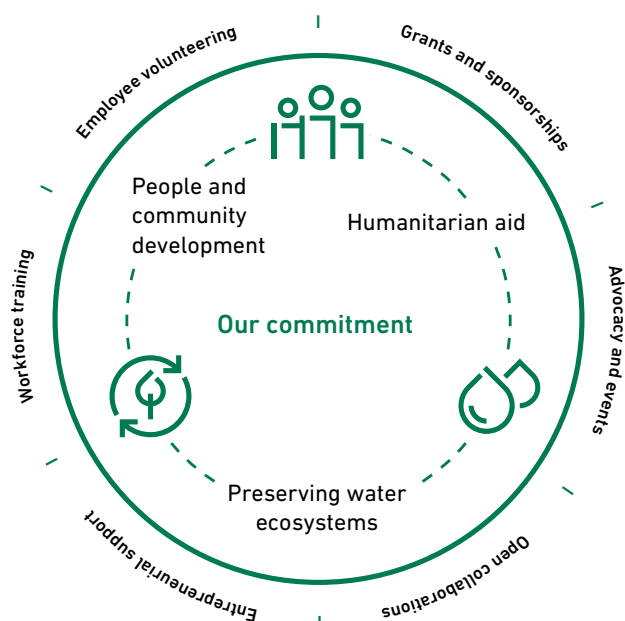 Employee volunteering
Grants and sponsorships
People and
community
development
Humanitarian aid
Workforce training
Our commitment
Advocacy and events
Preserving water
ecosystems
Entrepreneurial support
Open collaborations